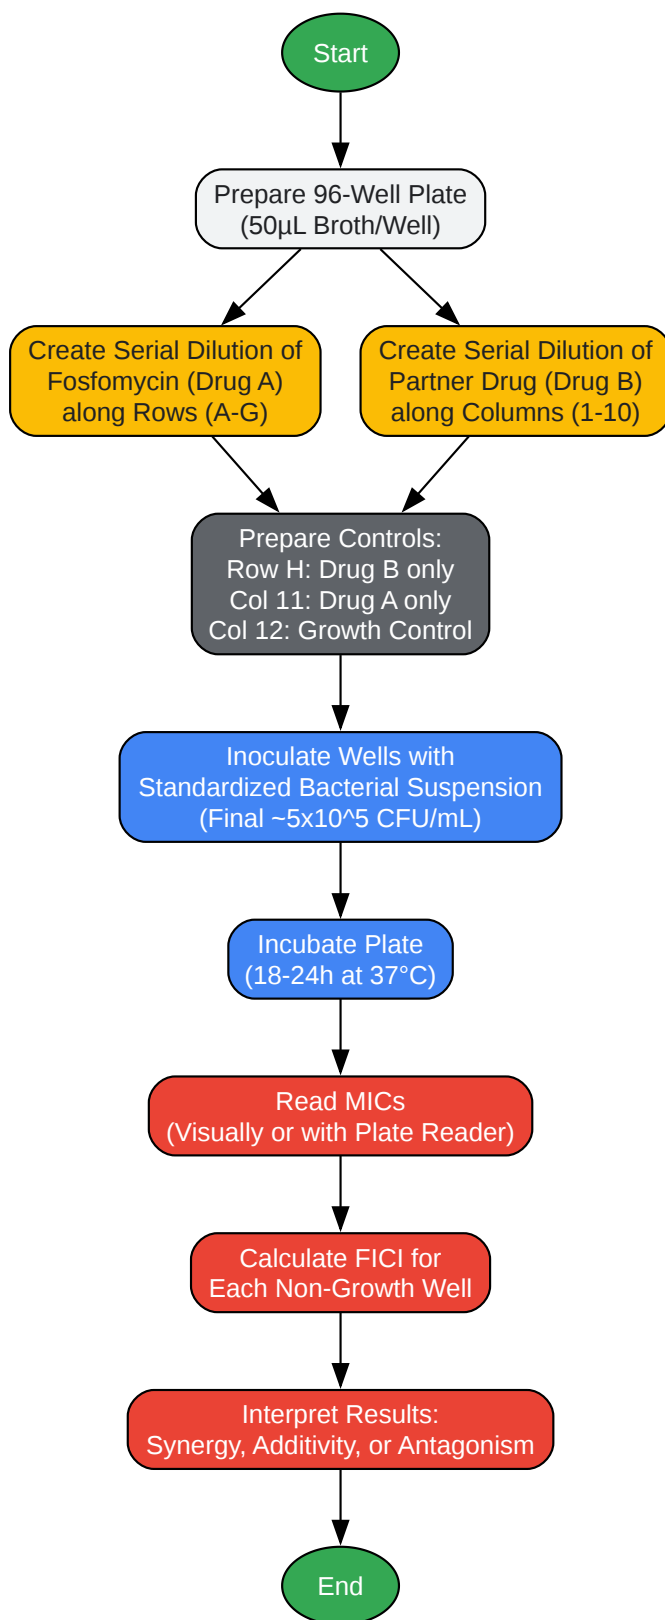 Start
Prepare 96-Well Plate
(50µL Broth/Well)
Create Serial Dilution of
Fosfomycin (Drug A)
along Rows (A-G)
Create Serial Dilution of
Partner Drug (Drug B)
along Columns (1-10)
Prepare Controls:
Row H: Drug B only
Col 11: Drug A only
Col 12: Growth Control
Inoculate Wells with
Standardized Bacterial Suspension
(Final ~5x10^5 CFU/mL)
Incubate Plate
(18-24h at 37°C)
Read MICs
(Visually or with Plate Reader)
Calculate FICI for
Each Non-Growth Well
Interpret Results:
Synergy, Additivity, or Antagonism
End